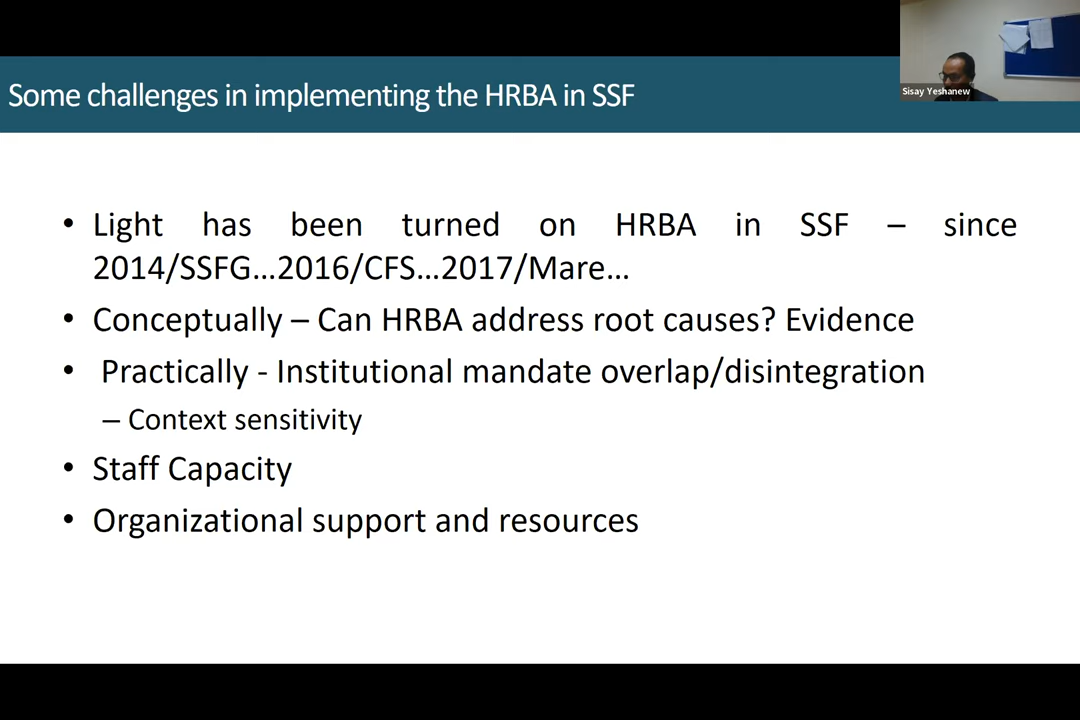 Some challenges in implementing the HRBA in SSF
Sisay Yeshanew
• Light has been turned on HRBA in SSF – since
2014/SSFG...2016/CFS...2017/Mare...
• Conceptually – Can HRBA address root causes? Evidence
• Practically - Institutional mandate overlap/disintegration
– Context sensitivity
• Staff Capacity
• Organizational support and resources